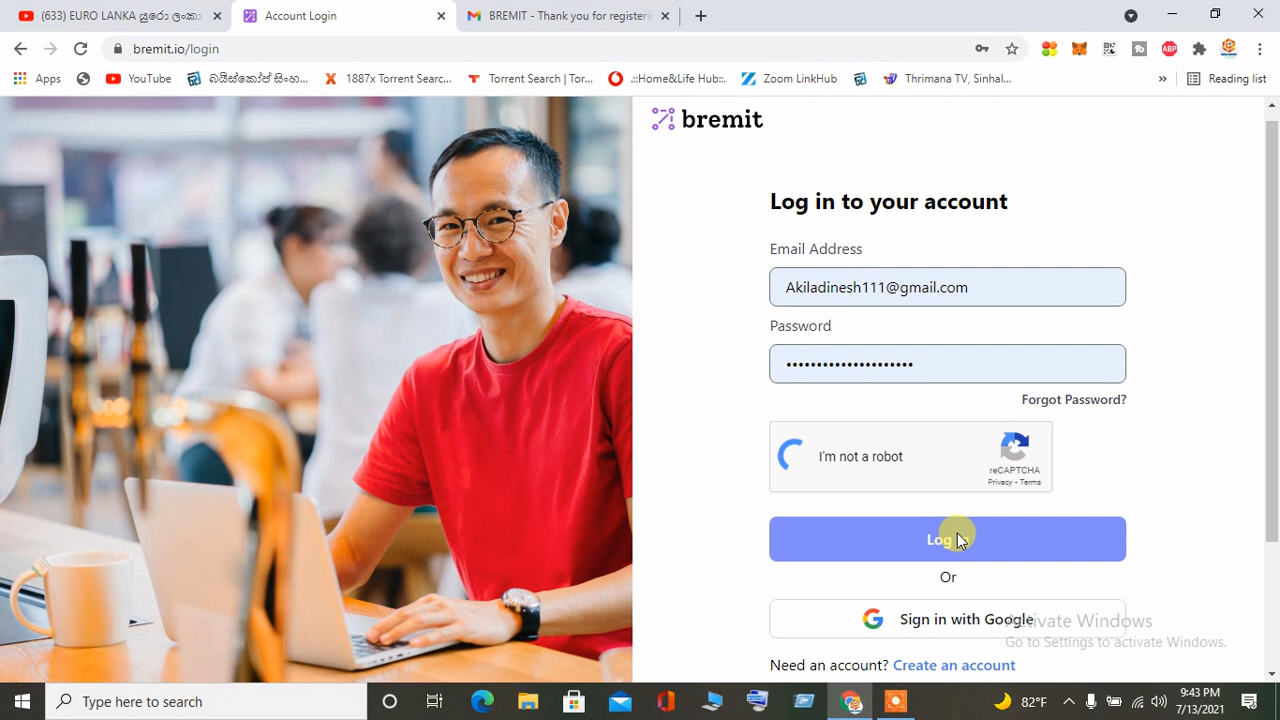 (633) EURO LANKA යුරෝ ලංකා
Account Login
BREMIT - Thank you for registerin
bremit.io/login
Apps
YouTube
බයිස්කෝප් සිංහ...
1887x Torrent Searc...
Torrent Search | Tor...
.::Home&Life Hub::.
Zoom LinkHub
Thrimana TV, Sinhal...
»
Reading list
ABP
bremit
Log in to your account
Email Address
Akiladinesh111@gmail.com
Password
•••••••••••••••••••••
Forgot Password?
I'm not a robot
reCAPTCHA
Privacy - Terms
Log
Or
Sign in with Google
Activate Windows
Go to Settings to activate Windows.
Need an account? Create an account
Type here to search
82°F
9:43 PM
7/13/2021